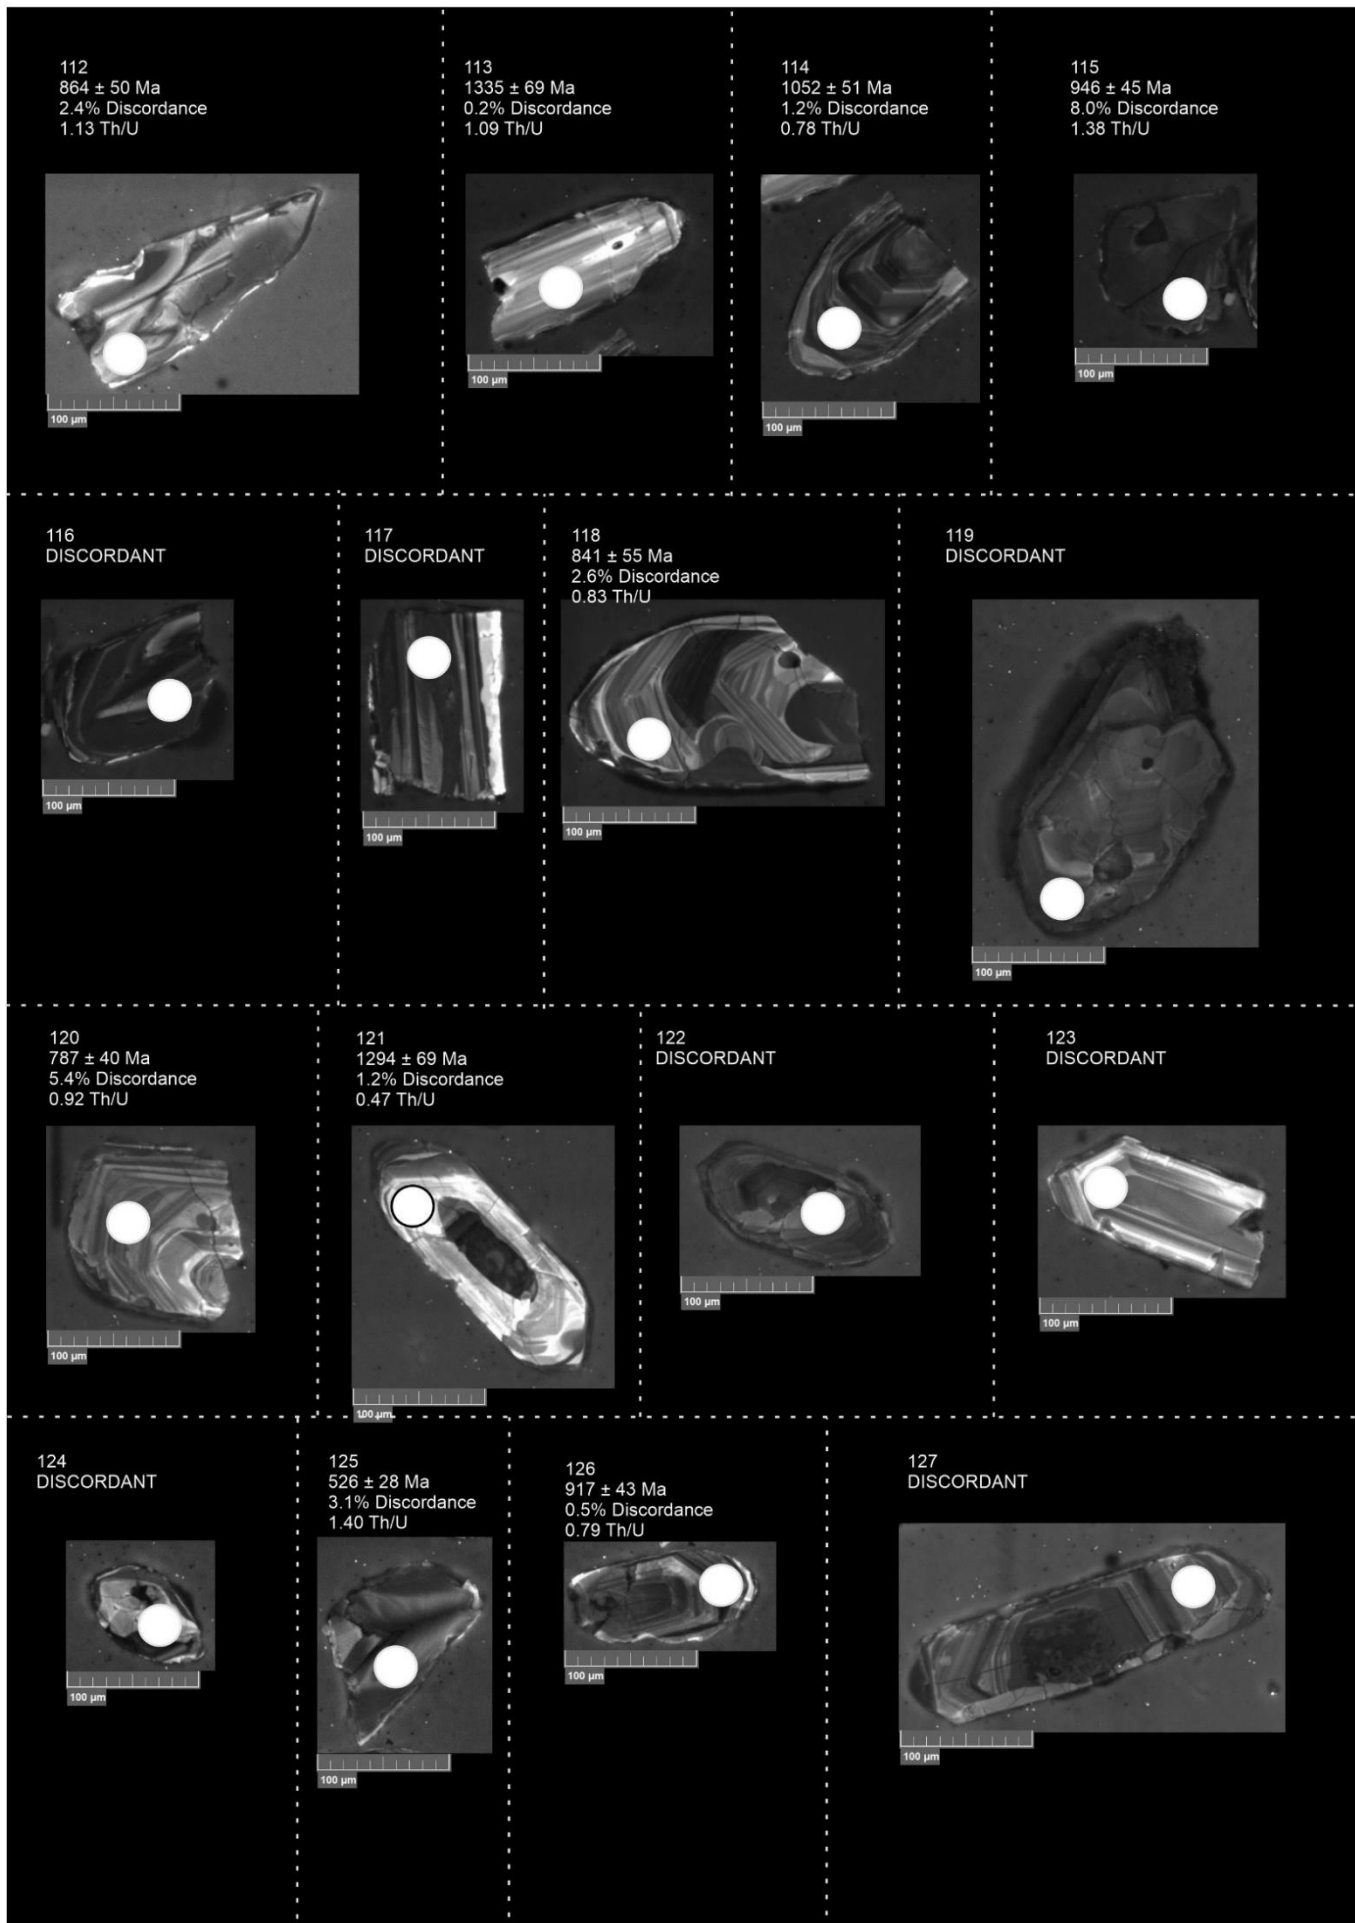 112
864 ± 50 Ma
2.4% Discordance
1.13 Th/U
100 µm
113
1335 ± 69 Ma
0.2% Discordance
1.09 Th/U
100 µm
114
1052 ± 51 Ma
1.2% Discordance
0.78 Th/U
100 µm
115
946 ± 45 Ma
8.0% Discordance
1.38 Th/U
100 µm
116
DISCORDANT
100 µm
117
DISCORDANT
100 µm
118
841 ± 55 Ma
2.6% Discordance
0.83 Th/U
100 µm
119
DISCORDANT
100 µm
120
787 ± 40 Ma
5.4% Discordance
0.92 Th/U
100 µm
121
1294 ± 69 Ma
1.2% Discordance
0.47 Th/U
100 µm
122
DISCORDANT
100 µm
123
DISCORDANT
100 µm
124
DISCORDANT
100 µm
125
526 ± 28 Ma
3.1% Discordance
1.40 Th/U
100 µm
126
917 ± 43 Ma
0.5% Discordance
0.79 Th/U
100 µm
127
DISCORDANT
100 µm